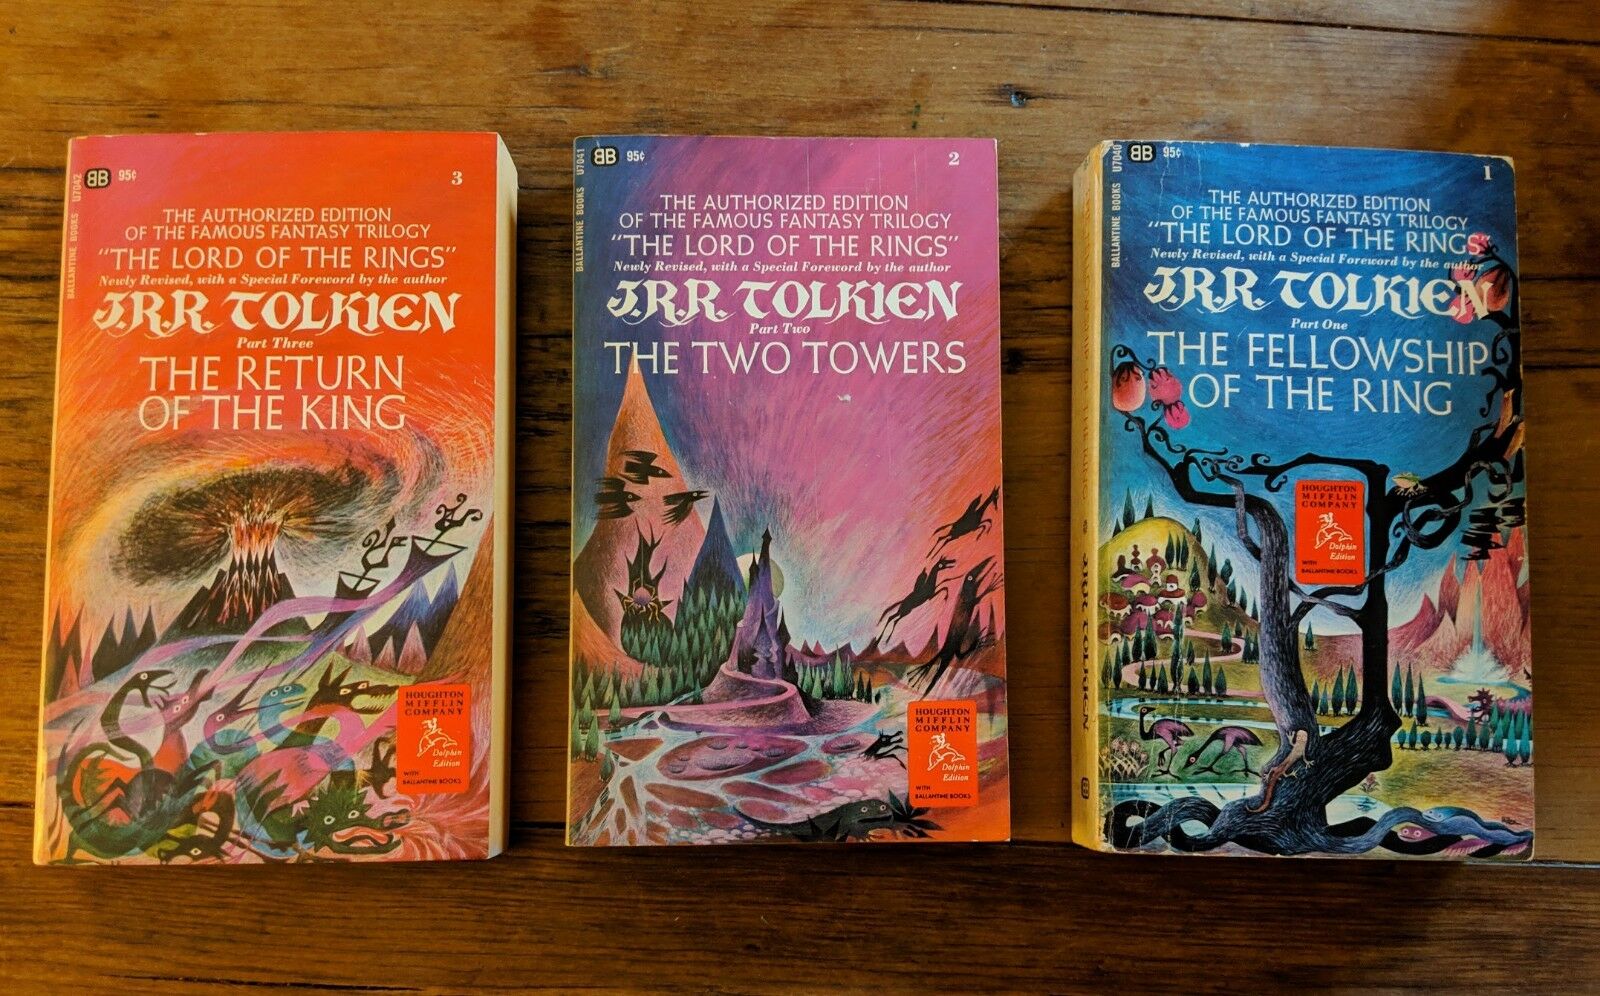 BALLANTINE BOOKS U7042
BB 95¢
3
THE AUTHORIZED EDITION
OF THE FAMOUS FANTASY TRILOGY
"THE LORD OF THE RINGS"
Newly Revised, with a Special Foreword by the author
J.R.R. TOLKIEN
Part Three
THE RETURN
OF THE KING
HOUGHTON
MIFFLIN
COMPANY
Dolphin
Edition
WITH
BALLANTINE BOOKS
BALLANTINE BOOKS U7041
BB 95¢
2
THE AUTHORIZED EDITION
OF THE FAMOUS FANTASY TRILOGY
"THE LORD OF THE RINGS"
Newly Revised, with a Special Foreword by the author
J.R.R. TOLKIEN
Part Two
THE TWO TOWERS
HOUGHTON
MIFFLIN
COMPANY
Dolphin
Edition
WITH
BALLANTINE BOOKS
BALLANTINE BOOKS U7040
BB 95¢
1
THE AUTHORIZED EDITION
OF THE FAMOUS FANTASY TRILOGY
"THE LORD OF THE RINGS"
Newly Revised, with a Special Foreword by the author
J.R.R. TOLKIEN
Part One
THE FELLOWSHIP
OF THE RING
HOUGHTON
MIFFLIN
COMPANY
Dolphin
Edition
WITH
BALLANTINE BOOKS
J.R.R. TOLKIEN
BB